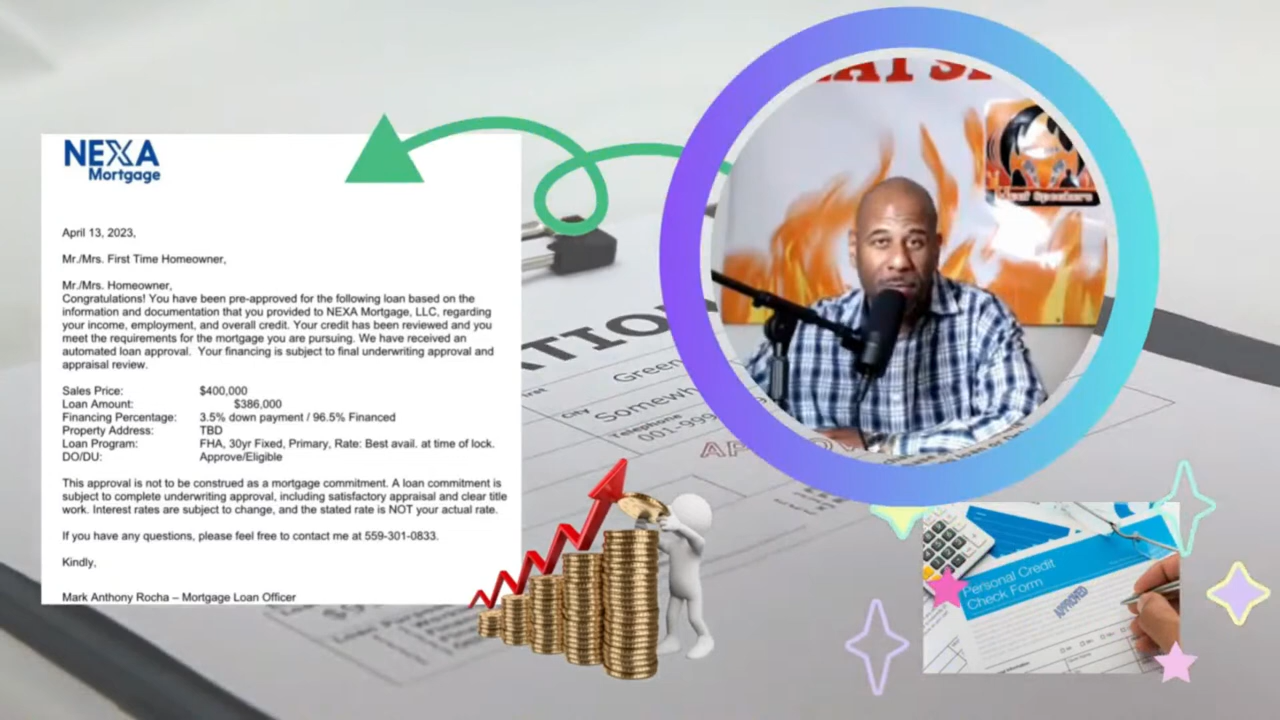 NEXA
Mortgage
April 13, 2023,
Mr./Mrs. First Time Homeowner,
Mr./Mrs. Homeowner,
Congratulations! You have been pre-approved for the following loan based on the
information and documentation that you provided to NEXA Mortgage, LLC, regarding
your income, employment, and overall credit. Your credit has been reviewed and you
meet the requirements for the mortgage you are pursuing. We have received an
automated loan approval. Your financing is subject to final underwriting approval and
appraisal review.
Sales Price: $400,000
Loan Amount: $386,000
Financing Percentage: 3.5% down payment / 96.5% Financed
Property Address: TBD
Loan Program: FHA, 30yr Fixed, Primary, Rate: Best avail. at time of lock.
DO/DU: Approve/Eligible
This approval is not to be construed as a mortgage commitment. A loan commitment is
subject to complete underwriting approval, including satisfactory appraisal and clear title
work. Interest rates are subject to change, and the stated rate is NOT your actual rate.
If you have any questions, please feel free to contact me at 559-301-0833.
Kindly,
Mark Anthony Rocha – Mortgage Loan Officer
Green
City
Somewh
Telephone
001-999
Personal Credit
Check Form
APPROVED